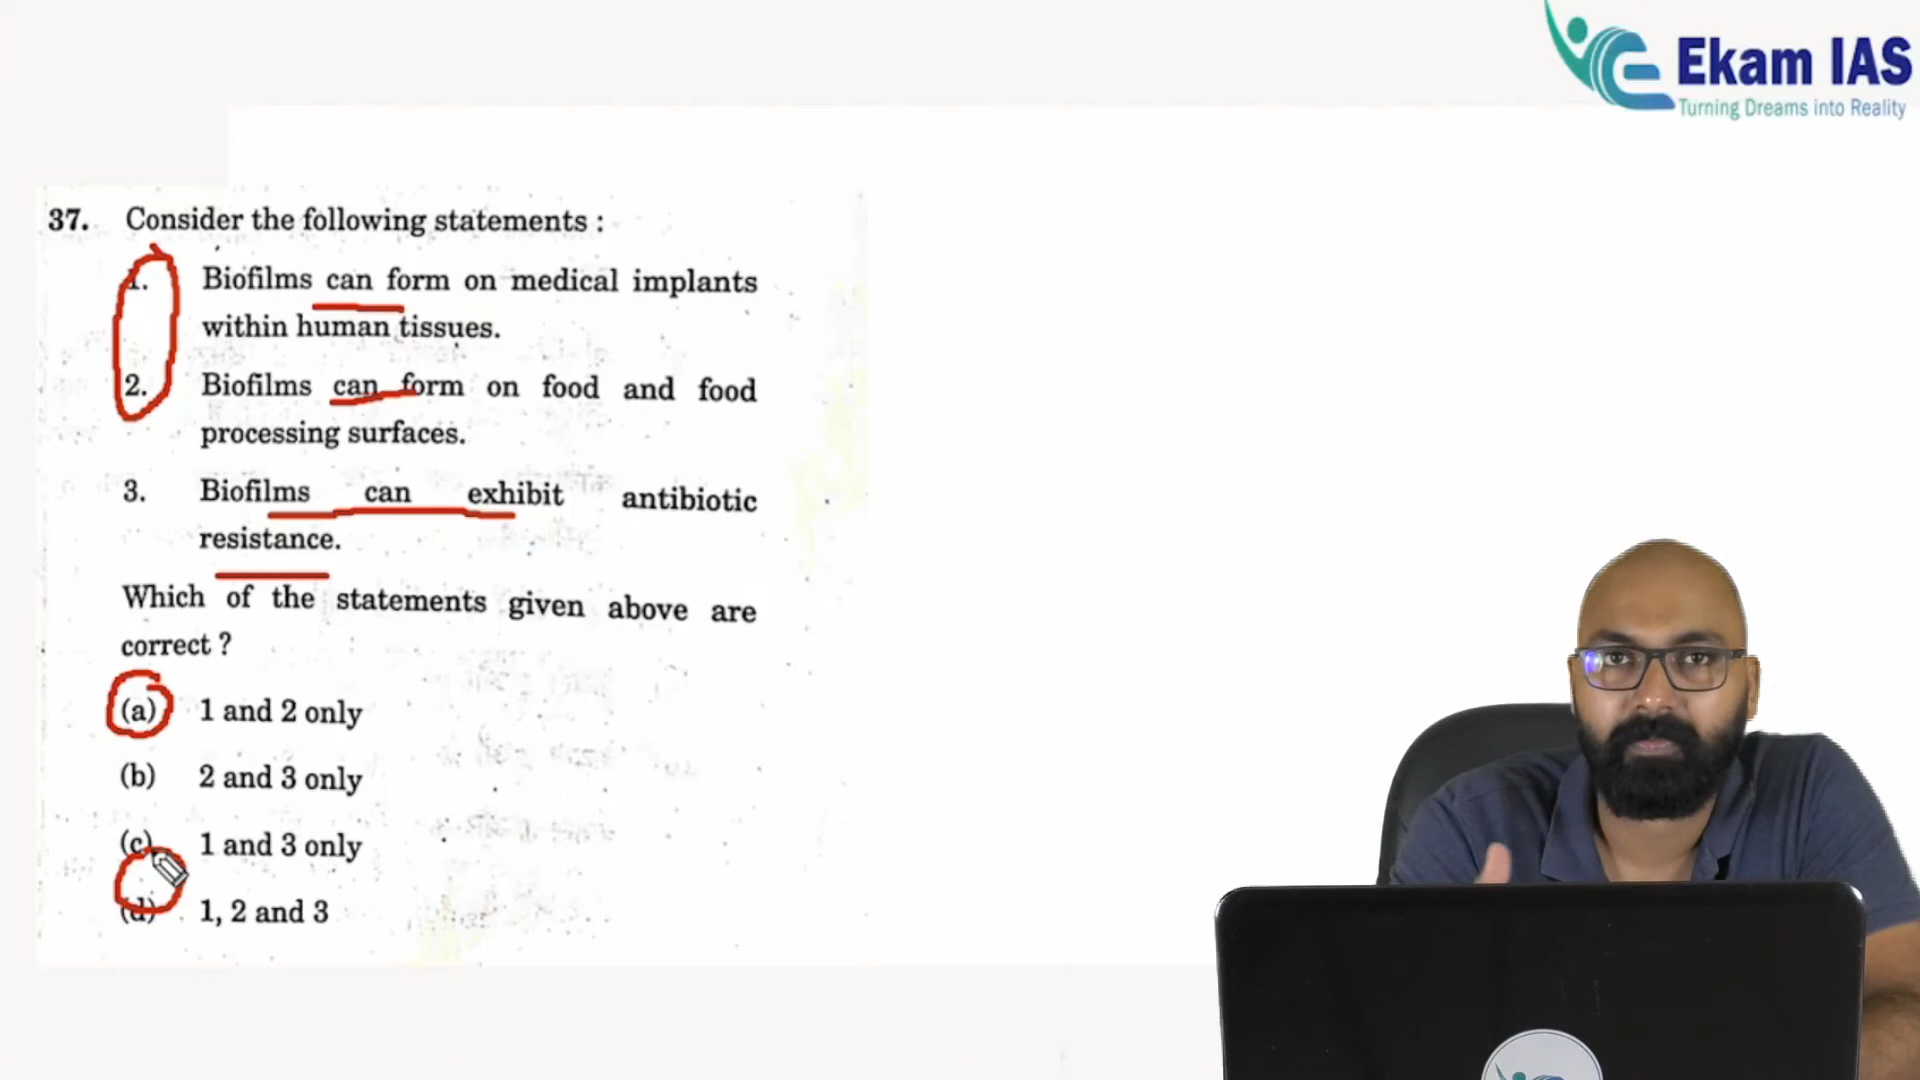 Ekam IAS
Turning Dreams into Reality
37. Consider the following statements :
1. Biofilms can form on medical implants
within human tissues.
2. Biofilms can form on food and food
processing surfaces.
3. Biofilms can exhibit antibiotic
resistance.
Which of the statements given above are
correct ?
(a) 1 and 2 only
(b) 2 and 3 only
(c) 1 and 3 only
(d) 1, 2 and 3